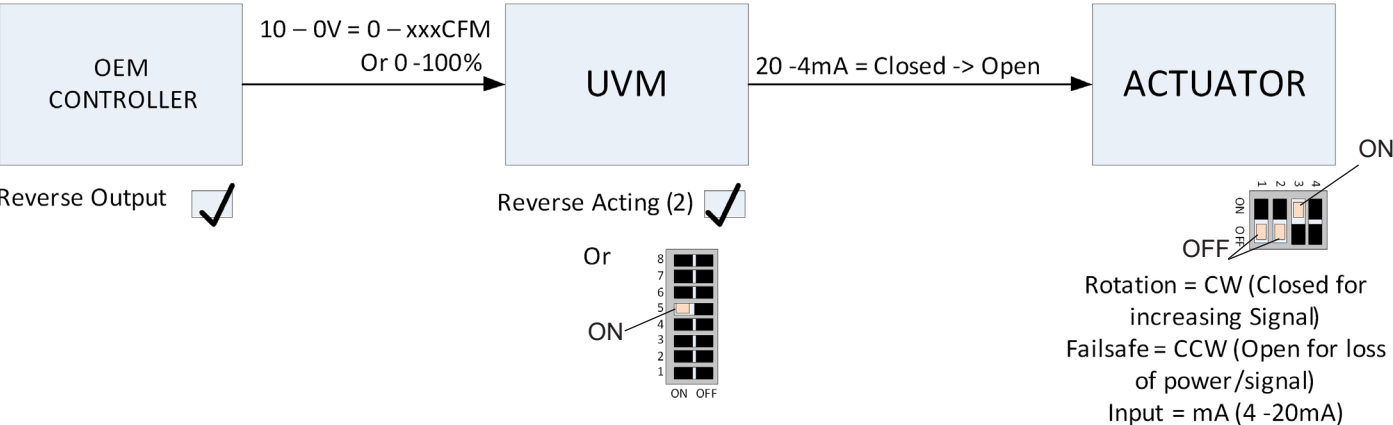 OEM
CONTROLLER
10 – 0V = 0 – xxxCFM
Or 0 -100%
UVM
20 -4mA = Closed -> Open
ACTUATOR
Reverse Output
Reverse Acting (2)
Or
8
7
6
5
4
3
2
1
ON
ON OFF
ON
1 2 3 4
ON OFF
OFF
Rotation = CW (Closed for
increasing Signal)
Failsafe = CCW (Open for loss
of power/signal)
Input = mA (4 -20mA)